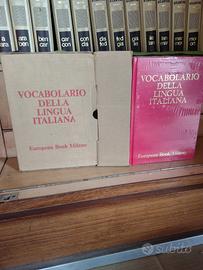 VOCABOLARIO
DELLA
LINGUA
ITALIANA
European Book Milano
VOCABOLARIO
DELLA
LINGUA
ITALIANA
European Book Milano
subito